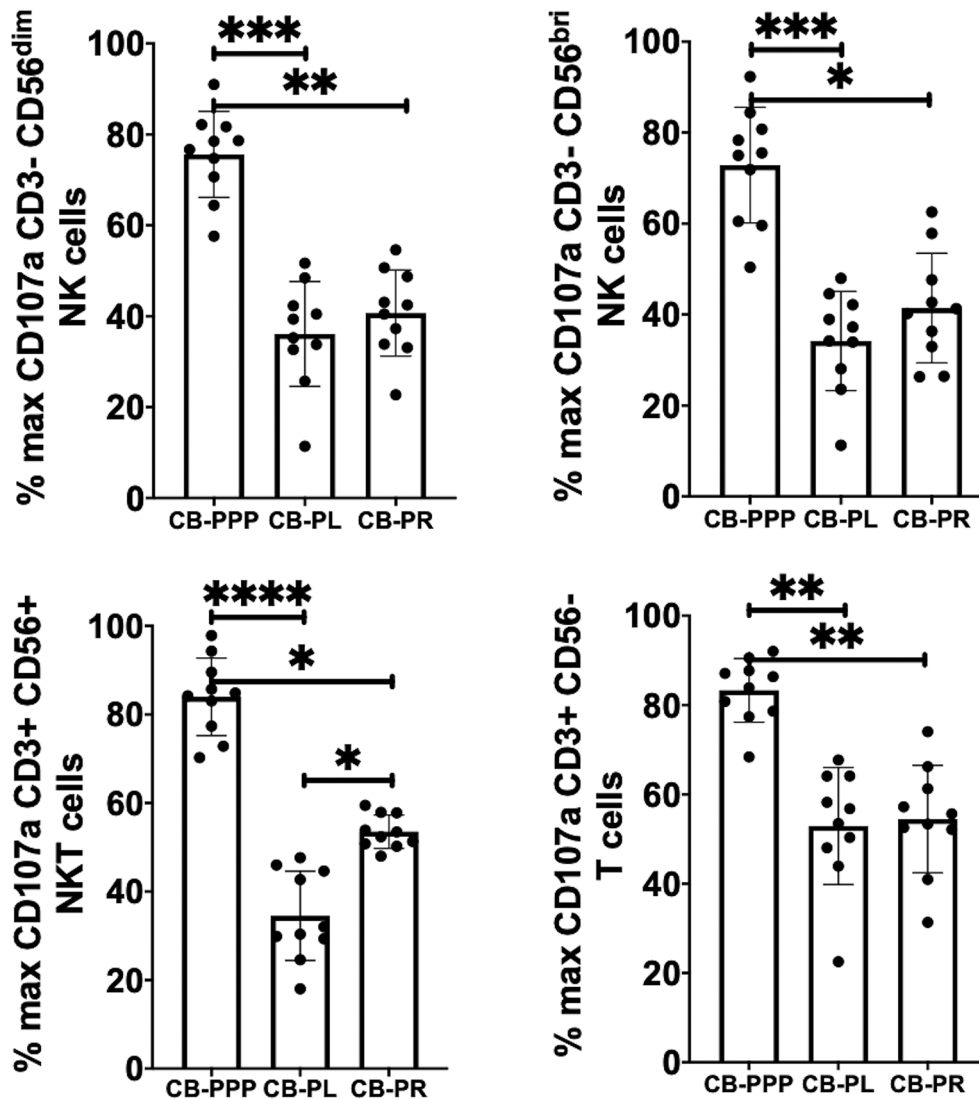 % max CD107a CD3- CD56dim
NK cells
100
80
60
40
20
0
***
**
CB-PPP CB-PL CB-PR
% max CD107a CD3- CD56bri
NK cells
100
80
60
40
20
0
***
*
CB-PPP CB-PL CB-PR
% max CD107a CD3+ CD56+
NKT cells
100
80
60
40
20
0
****
*
*
CB-PPP CB-PL CB-PR
% max CD107a CD3+ CD56-
T cells
100
80
60
40
20
0
**
**
CB-PPP CB-PL CB-PR